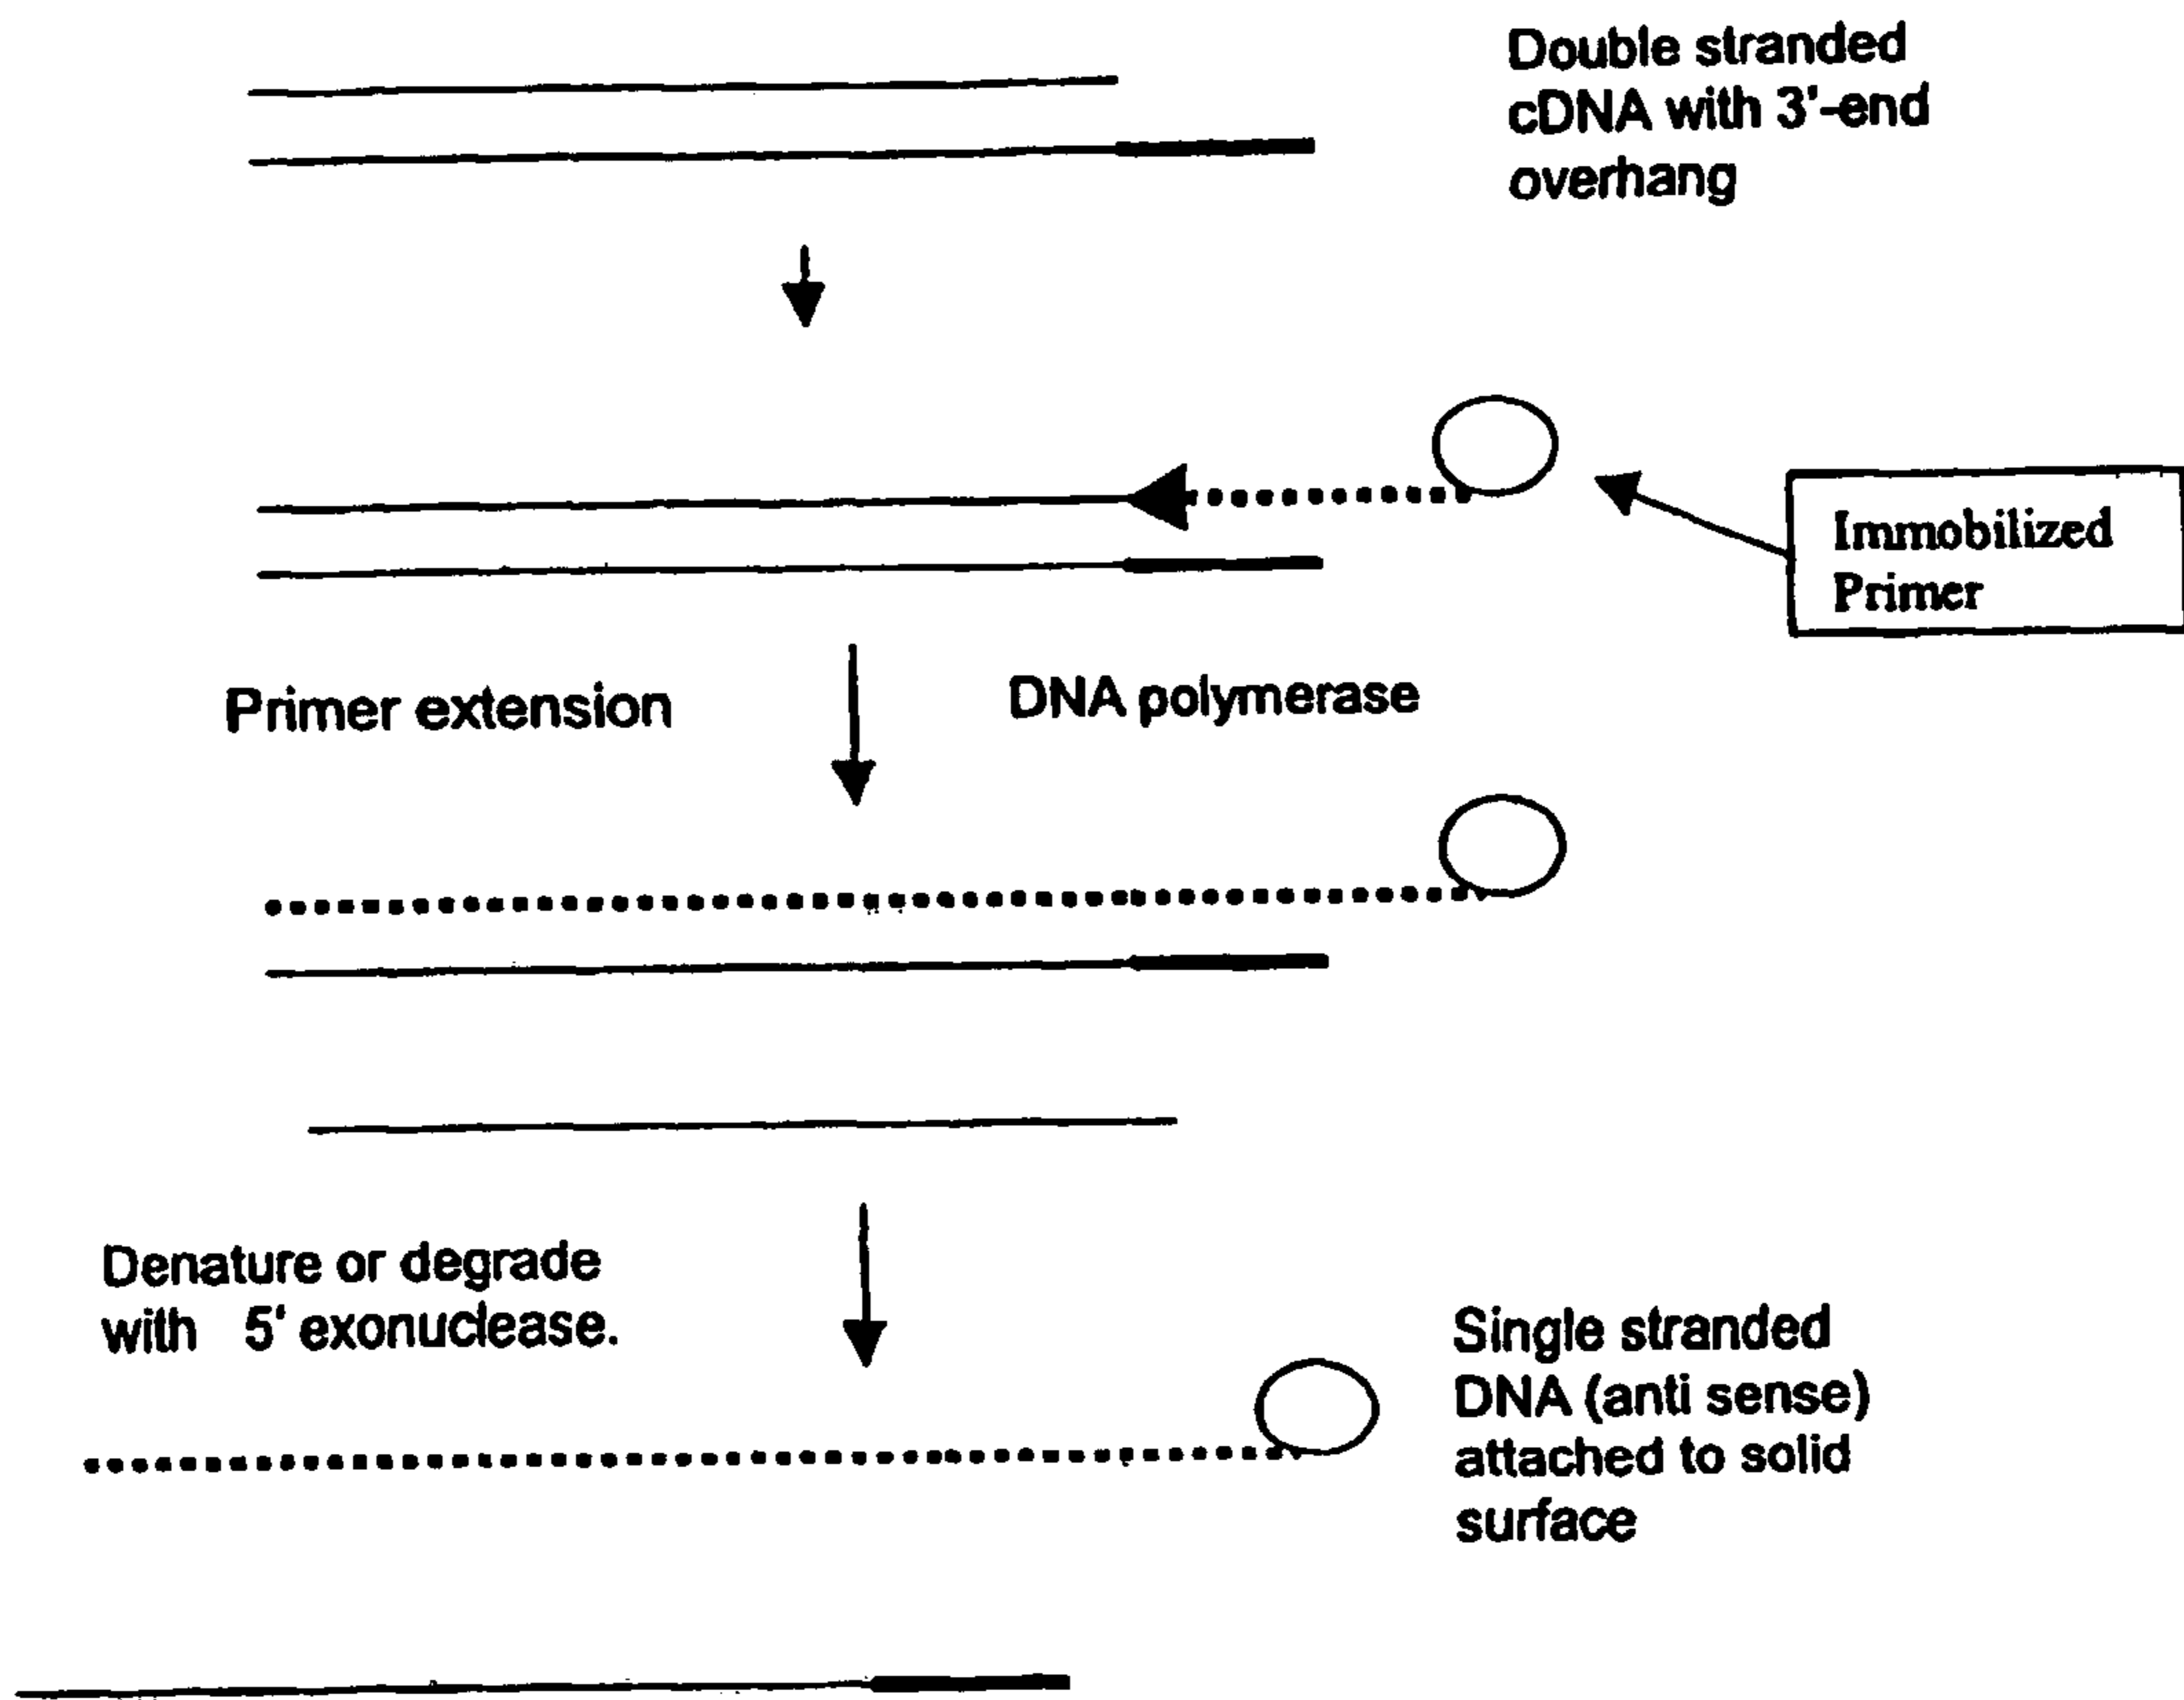 Double stranded
cDNA with 3'-end
overhang
Immobilized
Primer
Primer extension
DNA polymerase
Denature or degrade
with 5' exonuclease.
Single stranded
DNA (anti sense)
attached to solid
surface